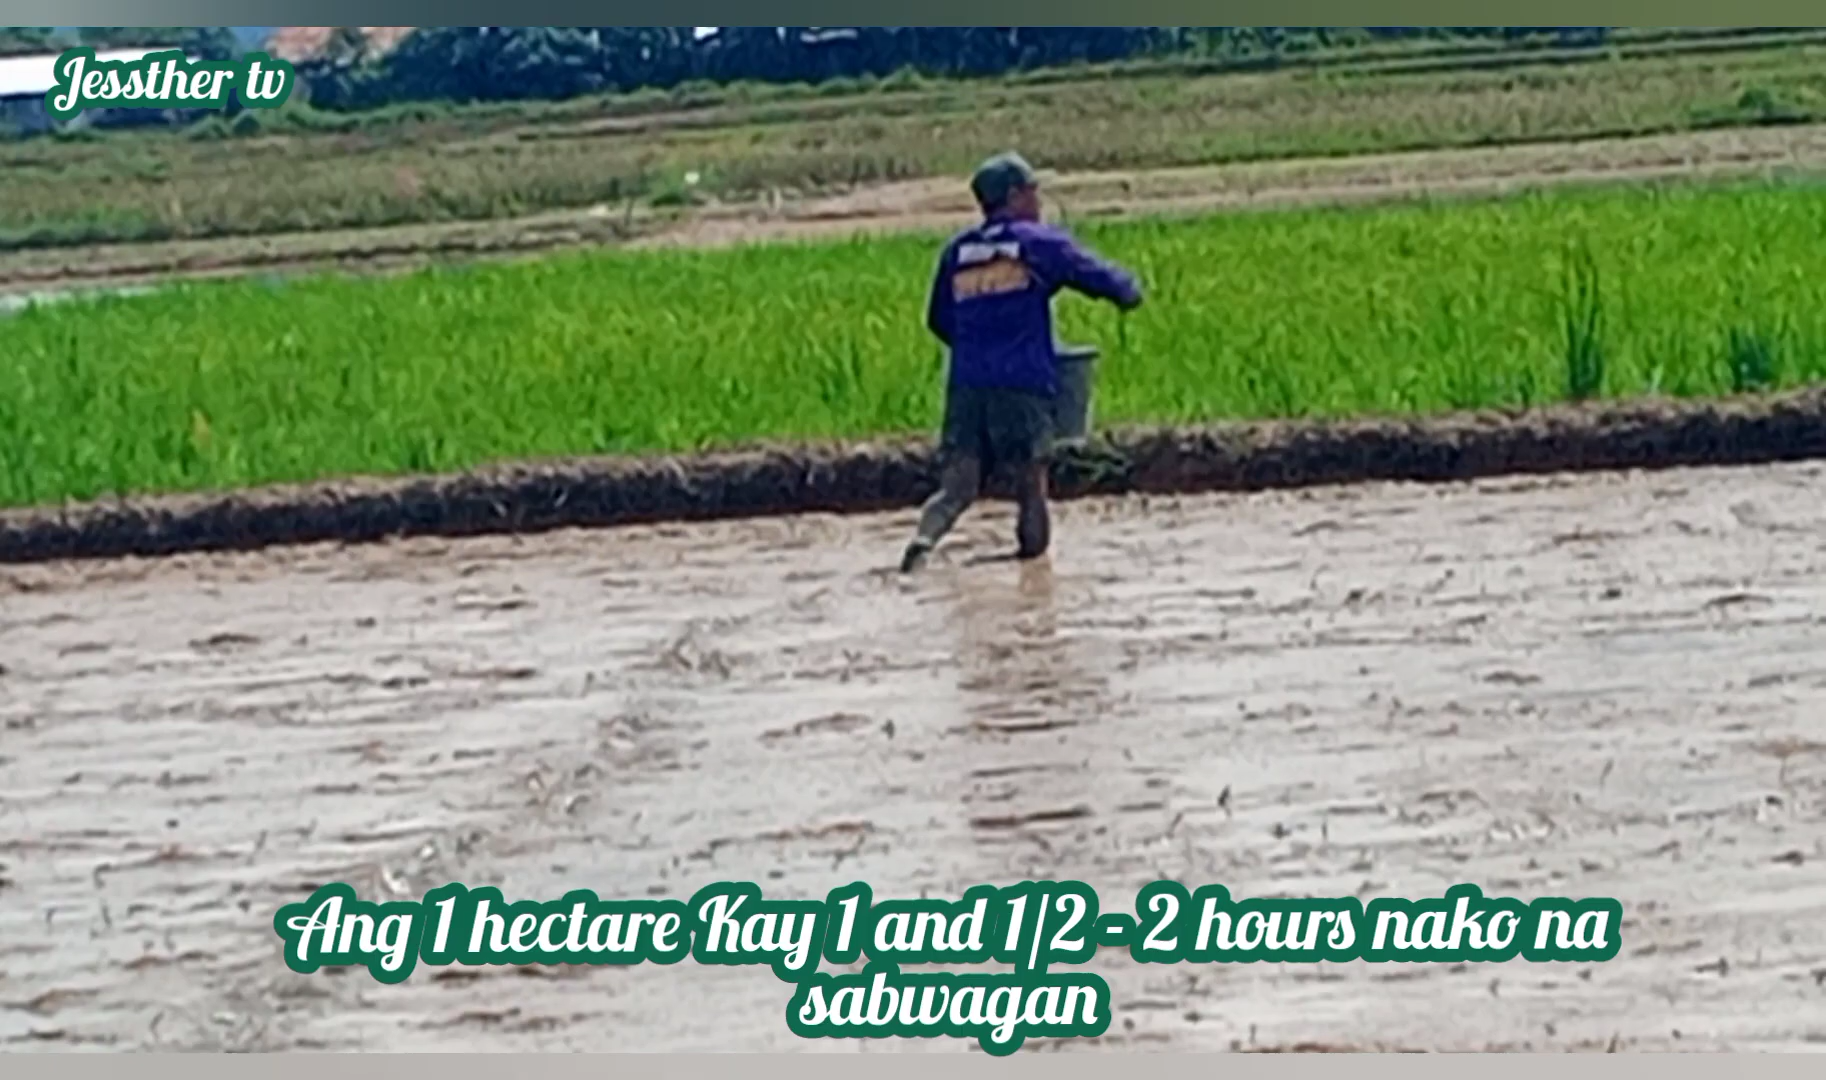 Jessther tv
Ang 1 hectare Kay 1 and 1/2 - 2 hours nako na
sabwagan